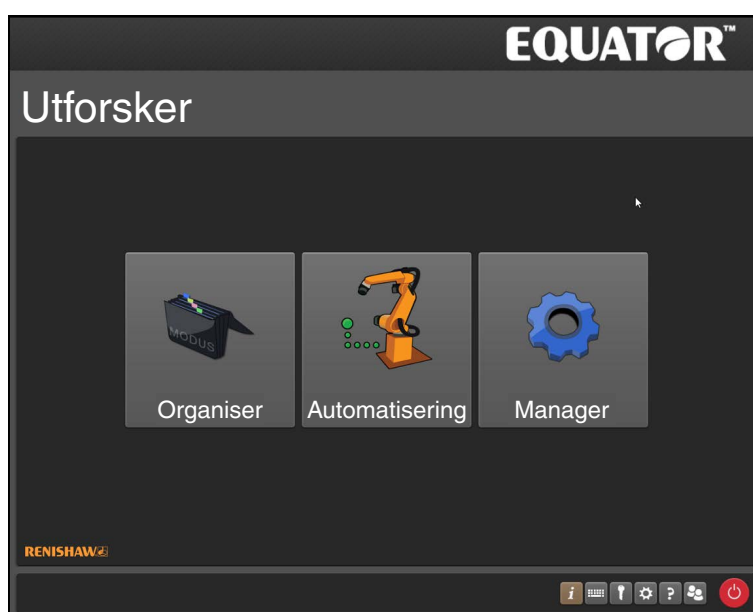 EQUATOR™
Utforsker
MODUS
Organiser
Automatisering
Manager
RENISHAW